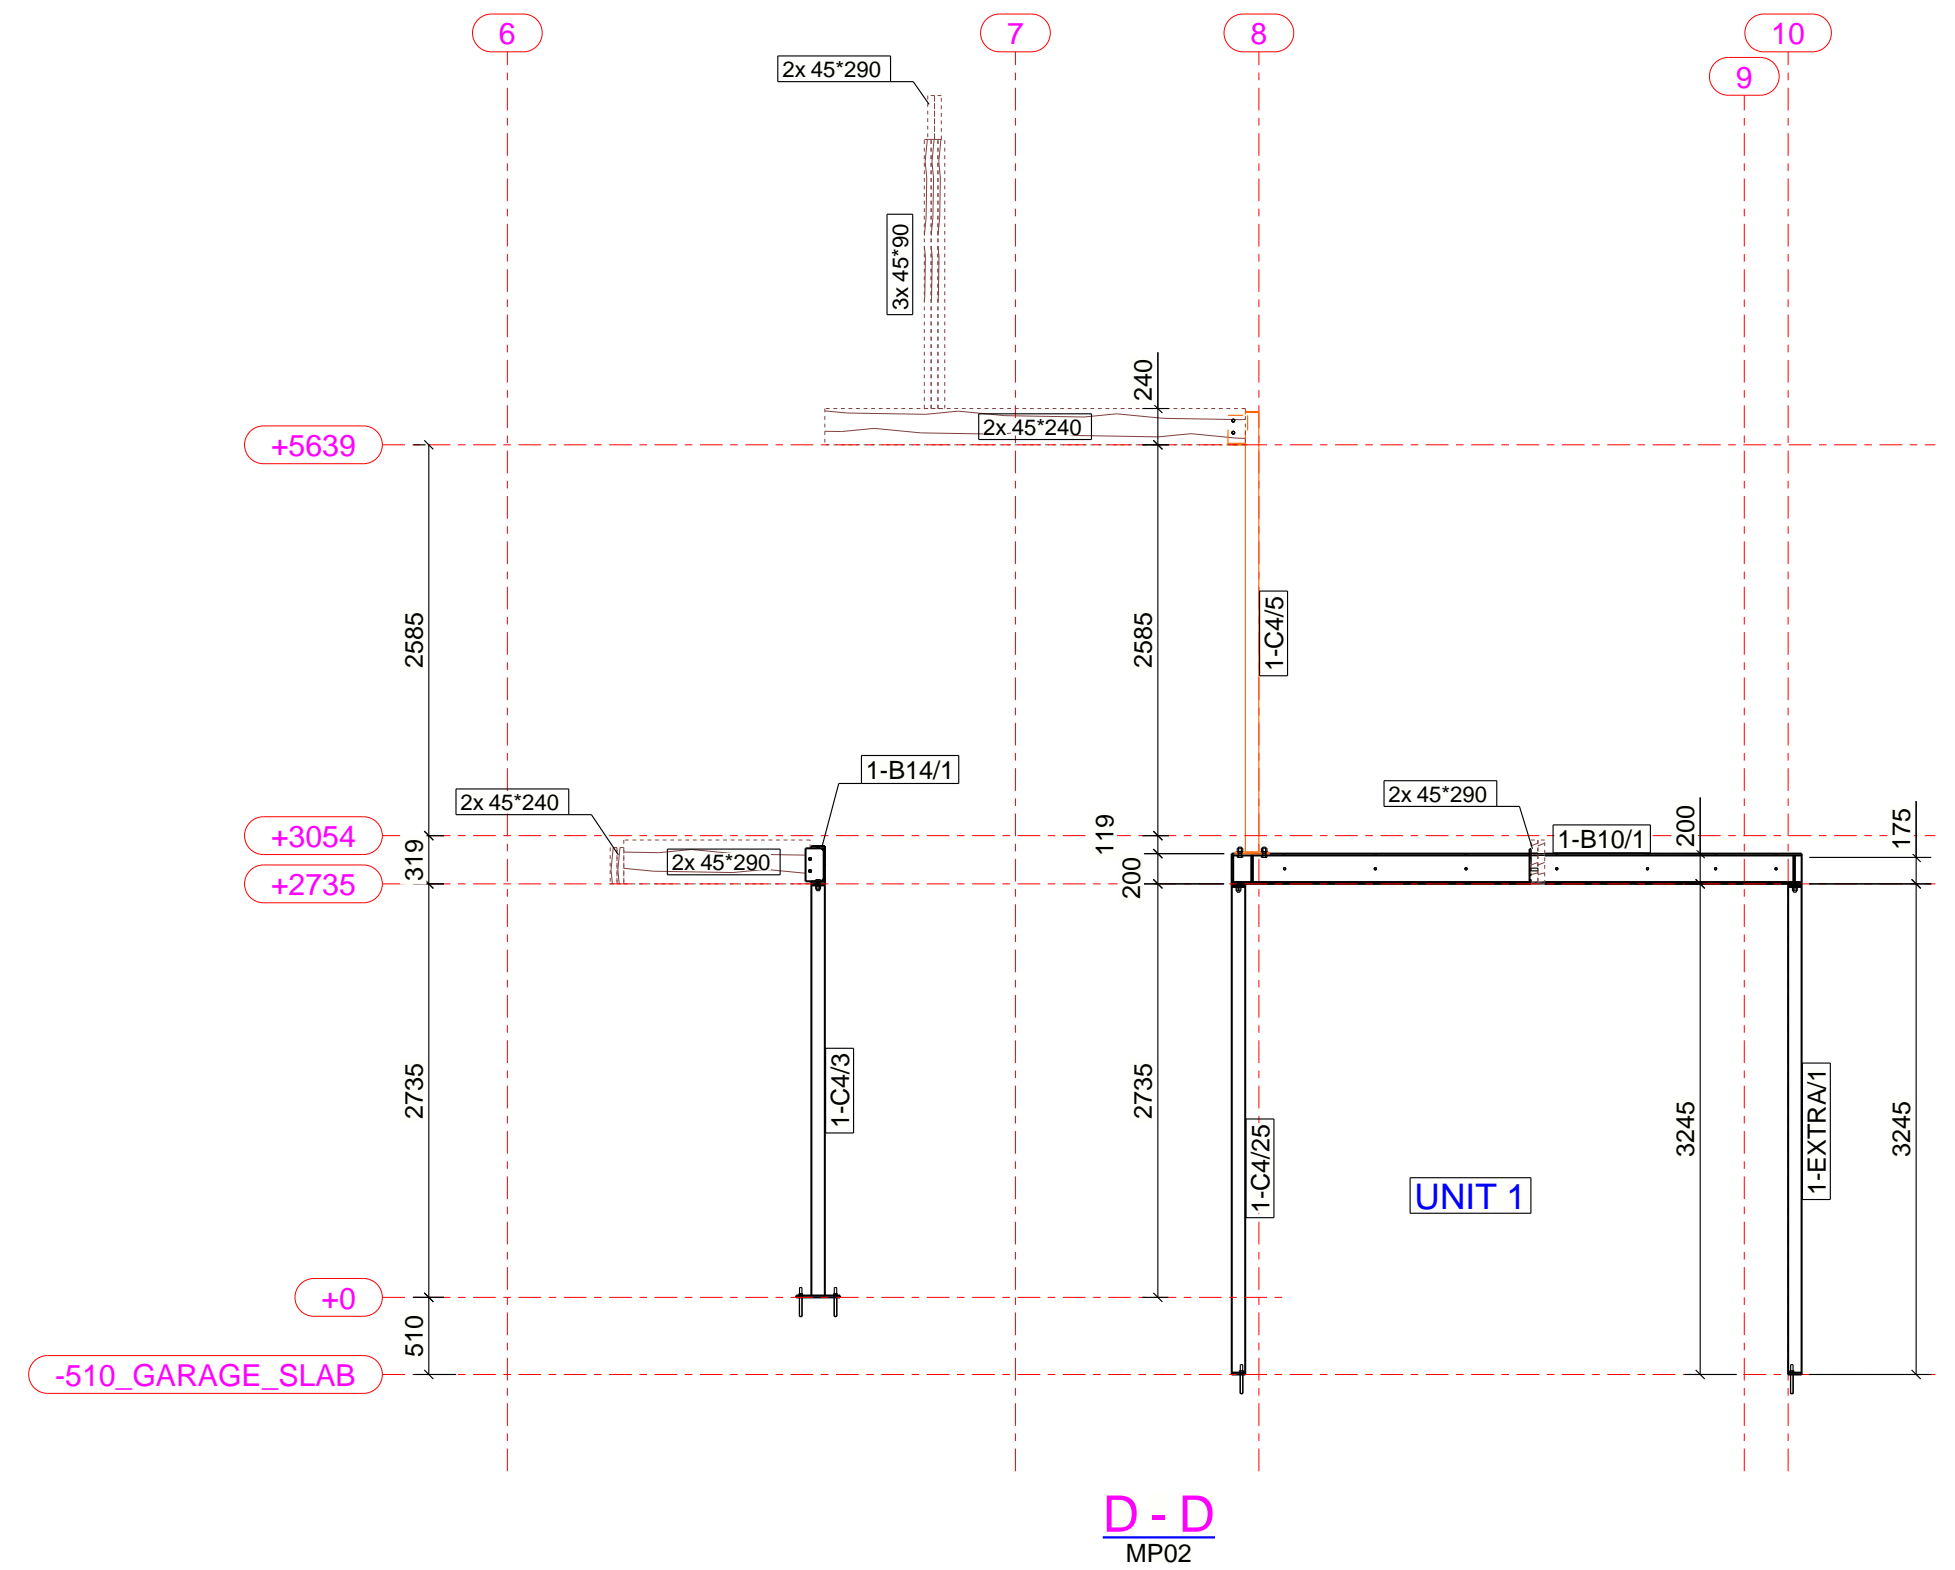 6
7
8
10
9
2x 45*290
3x 45*90
240
2x 45*240
+5639
2585
2585
1-C4/5
1-B14/1
2x 45*240
2x 45*290
2x 45*290
1-B10/1
200
175
+3054
319
119
200
+2735
2735
1-C4/3
2735
1-C4/25
3245
1-EXTRA/1
3245
UNIT 1
+0
510
-510_GARAGE_SLAB
D - D
MP02